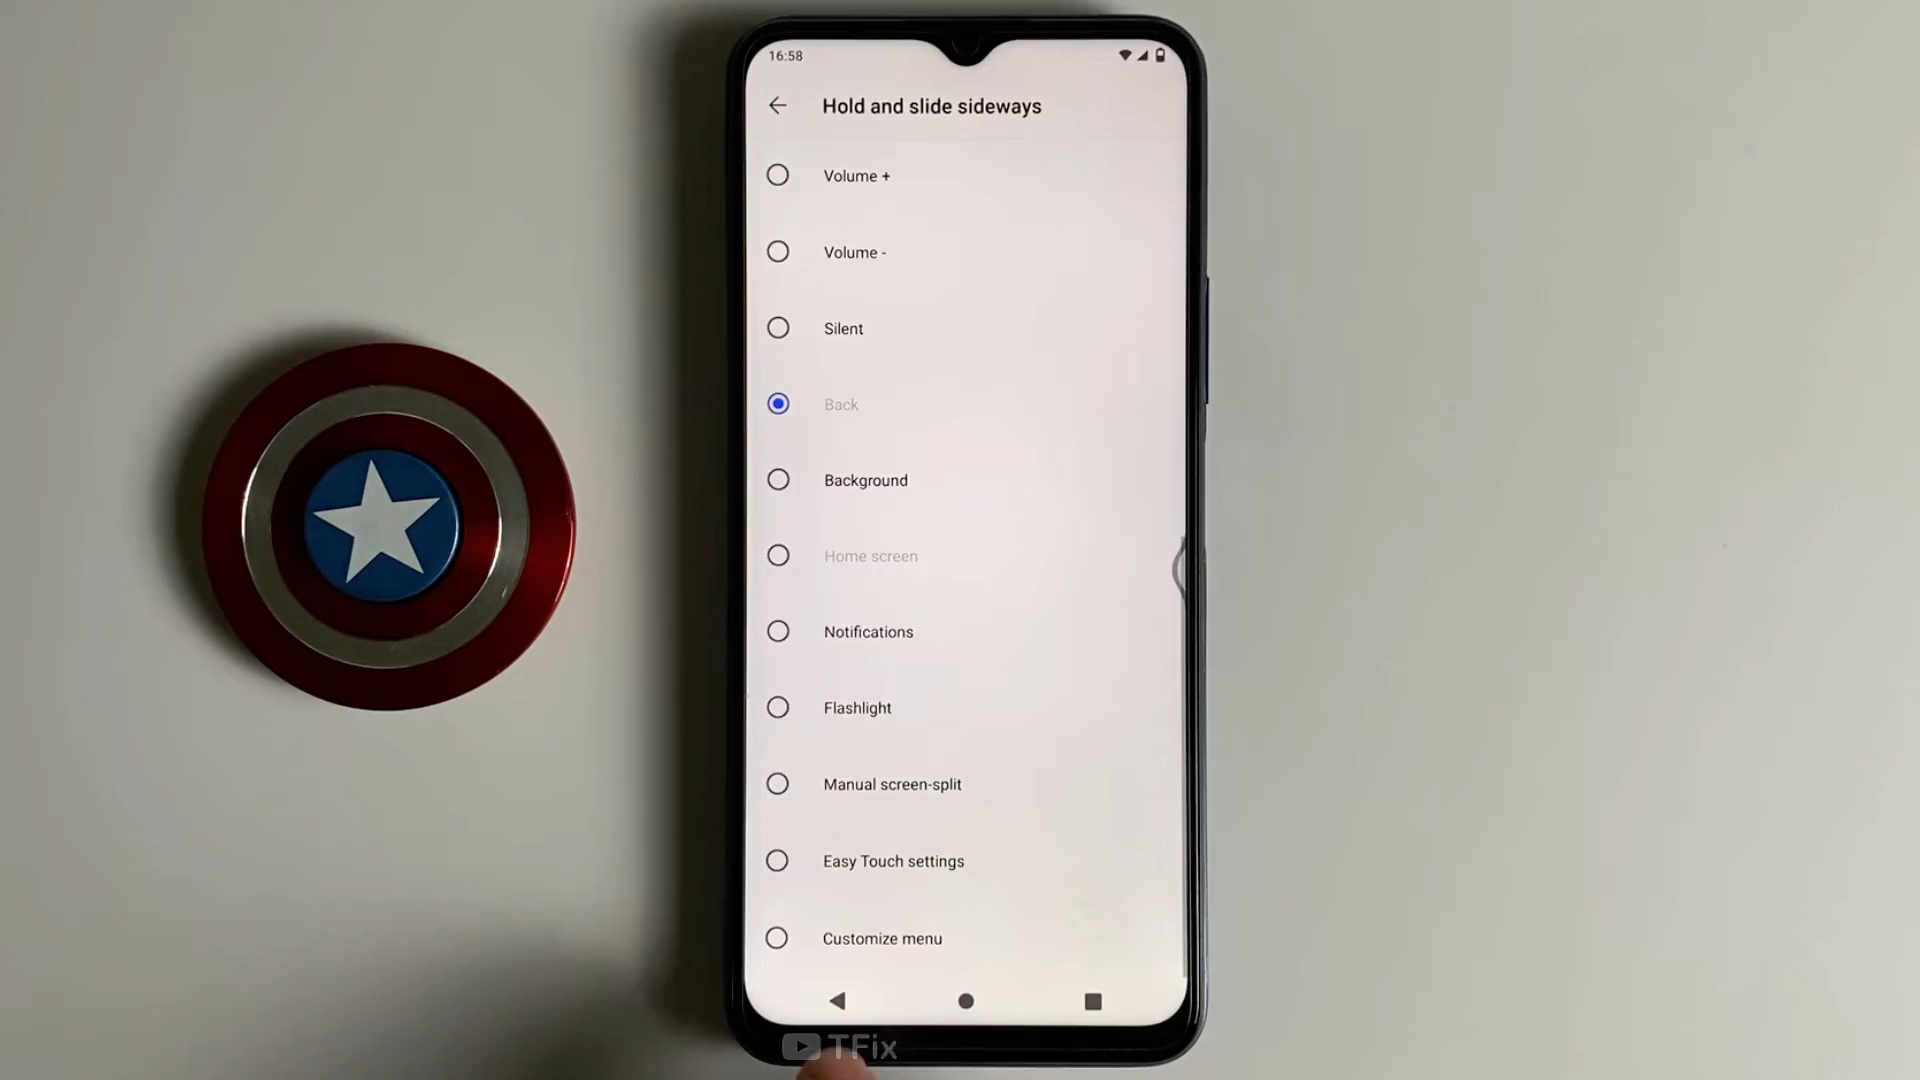 16:58
Hold and slide sideways
Volume +
Volume -
Silent
Back
Background
Home screen
Notifications
Flashlight
Manual screen-split
Easy Touch settings
Customize menu
TFix